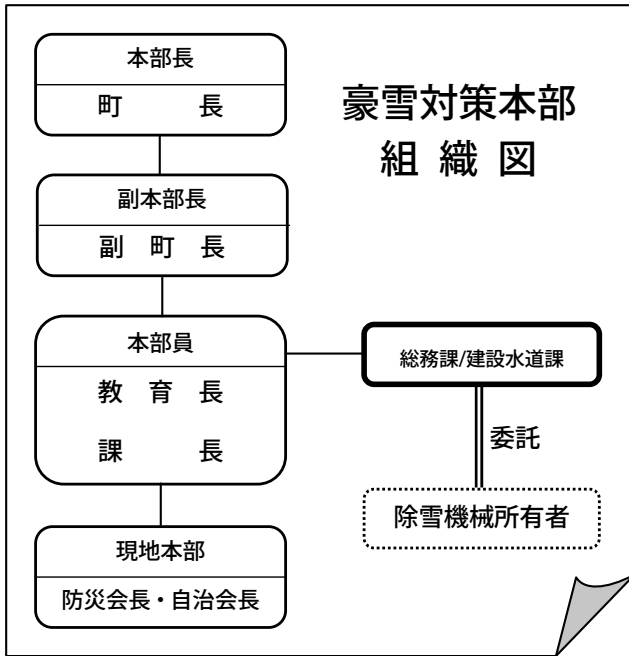 豪雪対策本部
組織図
本部長
町長
副本部長
副町長
本部員
教育長
課長
総務課/建設水道課
委託
除雪機械所有者
現地本部
防災会長・自治会長